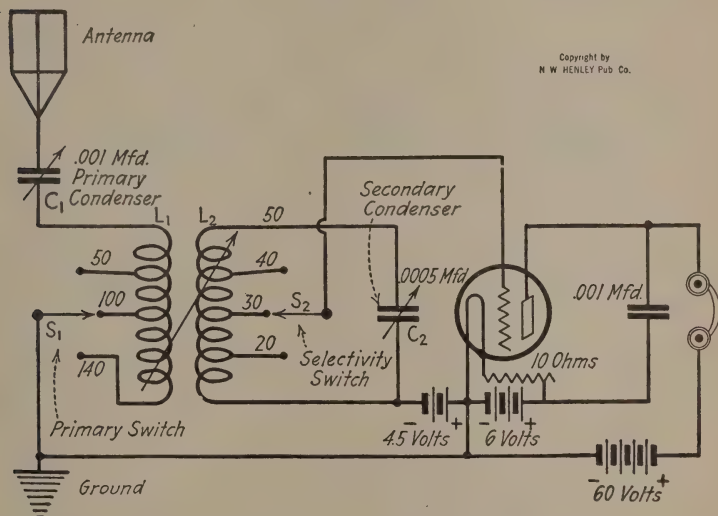 Antenna
Copyright by
N W HENLEY Pub Co.
.001 Mfd.
Primary
Condenser
C1
L1
L2
50
Secondary
Condenser
50
40
.0005 Mfd
100
30
S2
.001 Mfd.
S1
C2
140
20
Selectivity
Switch
10 Ohms
Primary Switch
- +
4.5 Volts
- +
6 Volts
Ground
- +
60 Volts